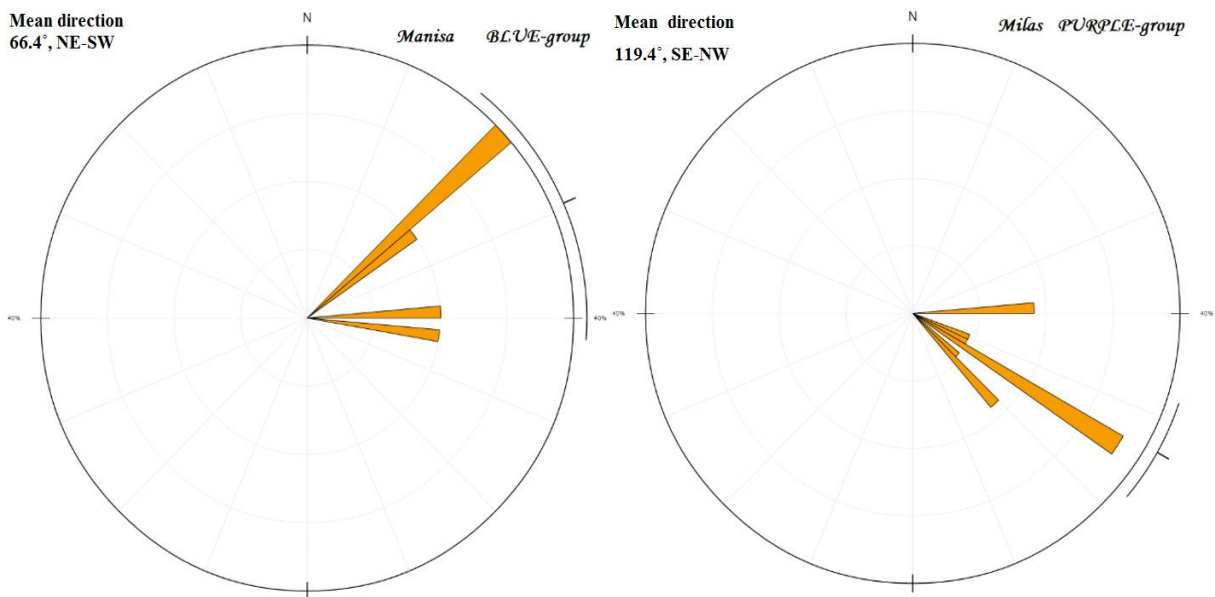 Mean direction
66.4°, NE-SW
N
Manisa BLUE-group
40%
40%
Mean direction
119.4°, SE-NW
N
Milas PURPLE-group
40%
40%